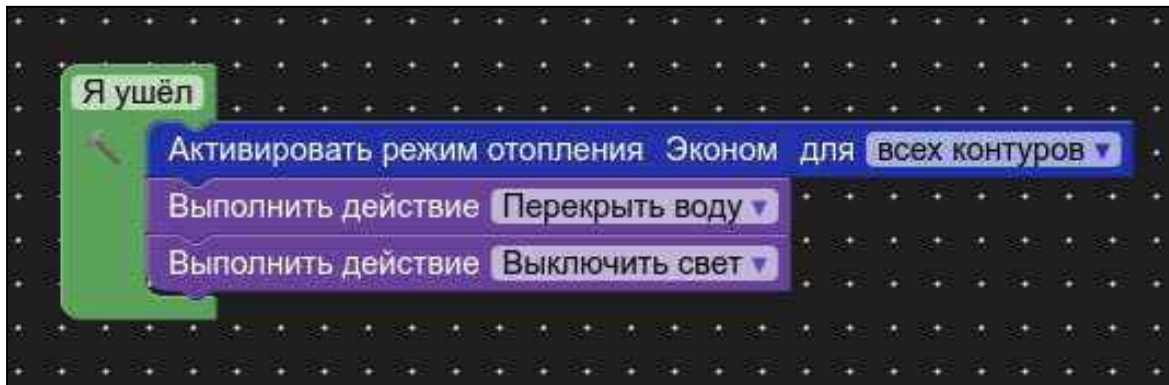 Я ушёл
Активировать режим отопления Эконом для всех контуров
Выполнить действие Перекрыть воду
Выполнить действие Выключить свет